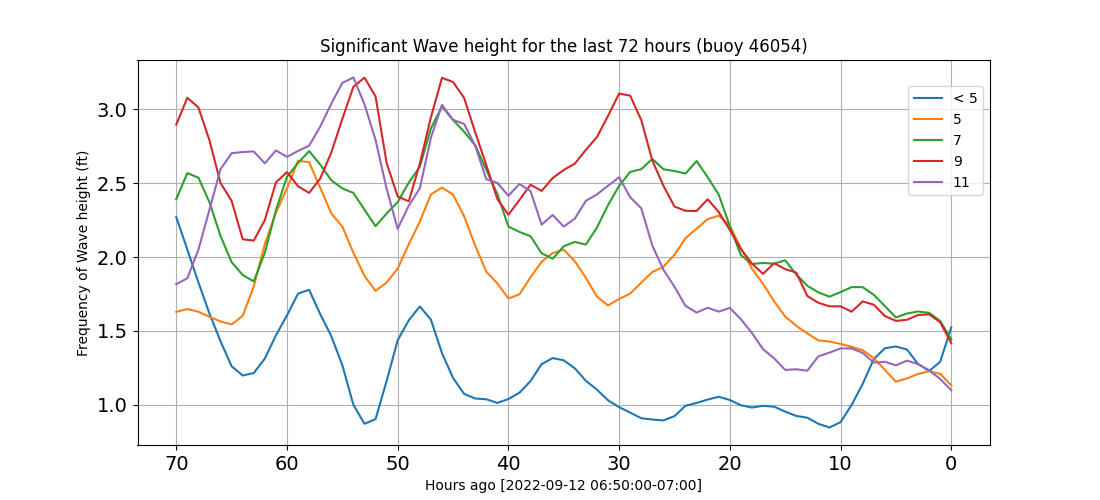 Significant Wave height for the last 72 hours (buoy 46054)
Frequency of Wave height (ft)
3.0
2.5
2.0
1.5
1.0
< 5
5
7
9
11
70 60 50 40 30 20 10 0
Hours ago [2022-09-12 06:50:00-07:00]